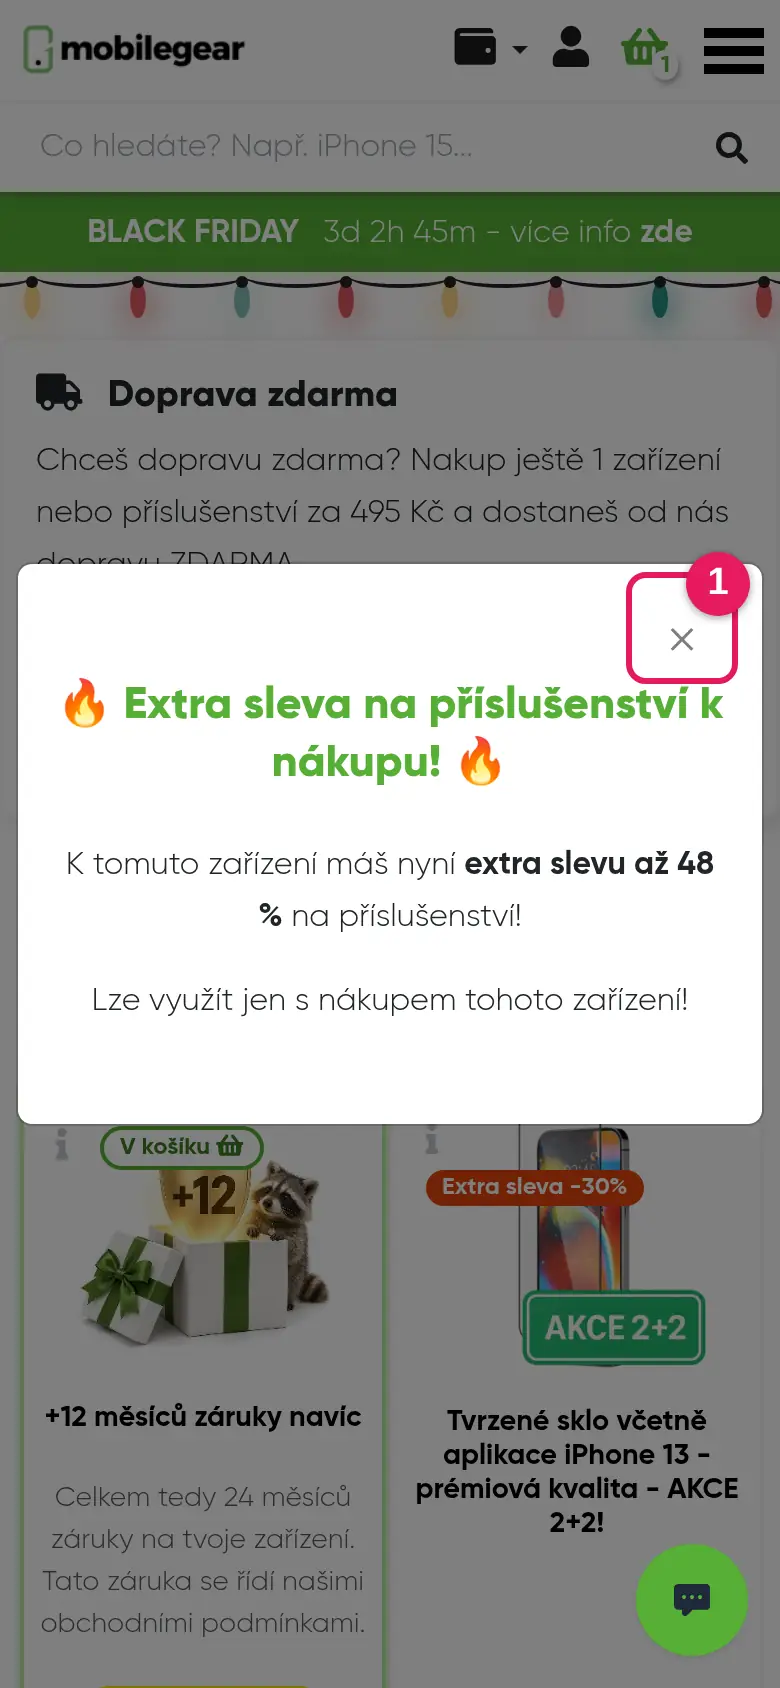 mobilegear
1
Co hledáte? Např. iPhone 15...
BLACK FRIDAY 3d 2h 45m - více info zde
Doprava zdarma
Chceš dopravu zdarma? Nakup ještě 1 zařízení
nebo příslušenství za 495 Kč a dostaneš od nás
dopravu ZDARMA
1
🔥 Extra sleva na příslušenství k
nákupu! 🔥
K tomuto zařízení máš nyní extra slevu až 48
% na příslušenství!
Lze využít jen s nákupem tohoto zařízení!
V košíku
+12
+12 měsíců záruky navíc
Celkem tedy 24 měsíců
záruky na tvoje zařízení.
Tato záruka se řídí našimi
obchodními podmínkami.
Extra sleva -30%
AKCE 2+2
Tvrzené sklo včetně
aplikace iPhone 13 -
prémiová kvalita - AKCE
2+2!